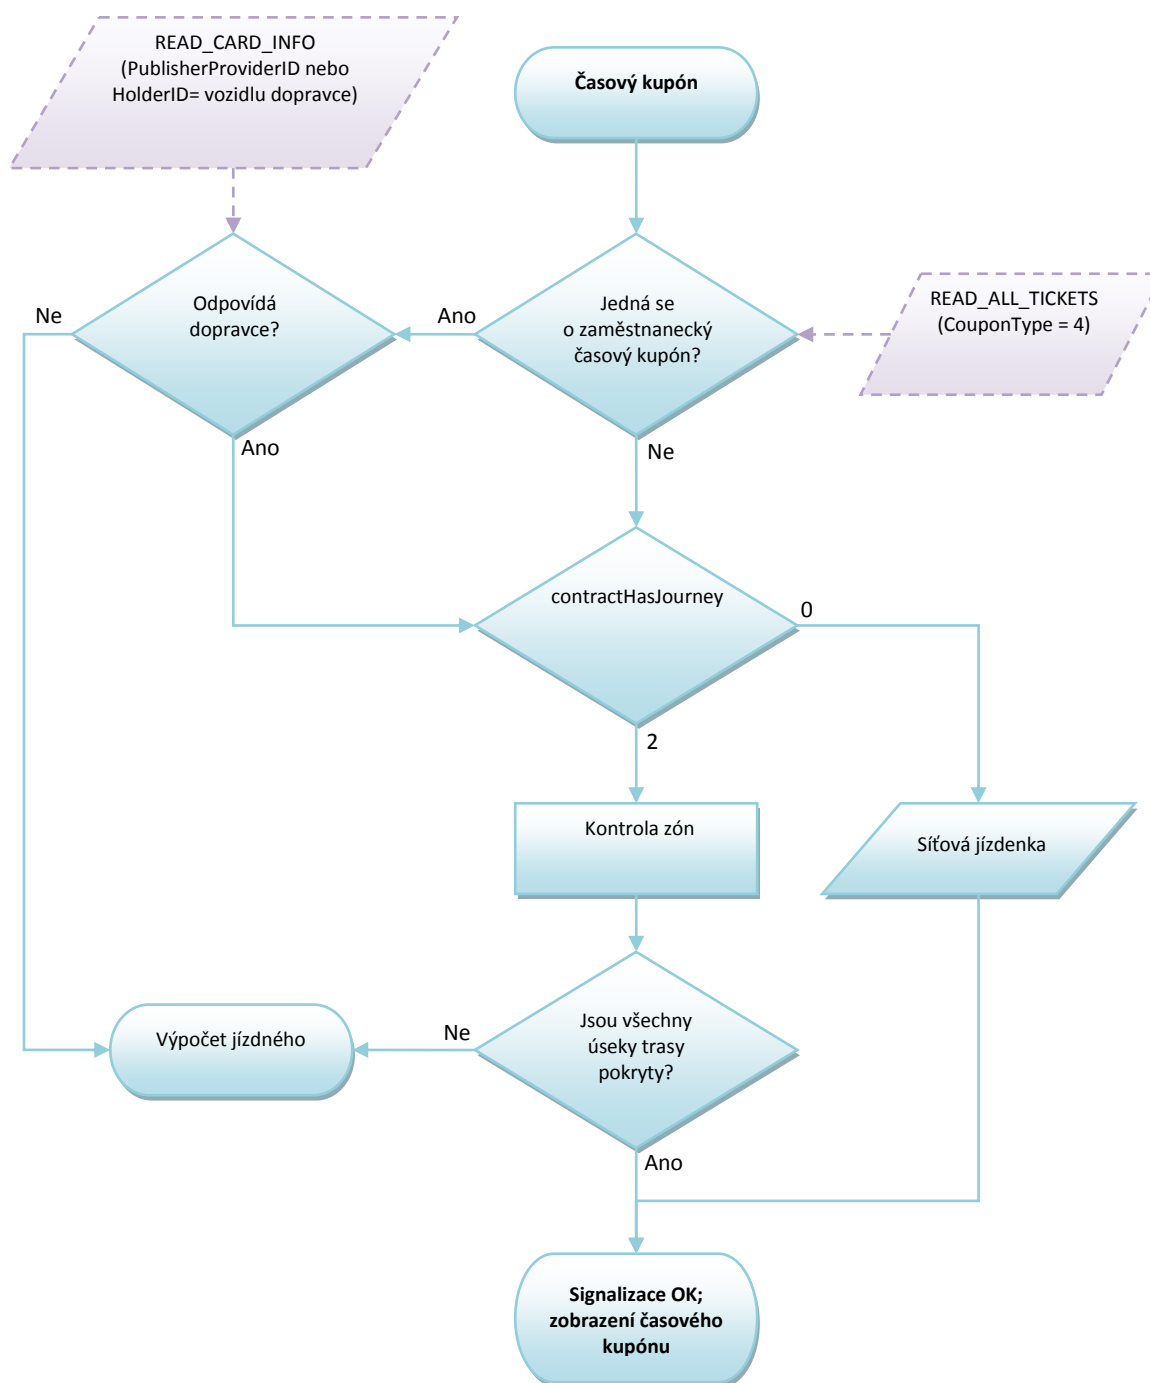 READ_CARD_INFO
(PublisherProviderID nebo
HolderID= vozidlu dopravce)
Časový kupón
Ne
Odpovídá
dopravce?
Ano
Jedná se
o zaměstnanecký
časový kupón?
READ_ALL_TICKETS
(CouponType = 4)
Ano
Ne
contractHasJourney
0
2
Kontrola zón
Síťová jízdenka
Výpočet jízdného
Ne
Jsou všechny
úseky trasy
pokryty?
Ano
Signalizace OK;
zobrazení časového
kupónu